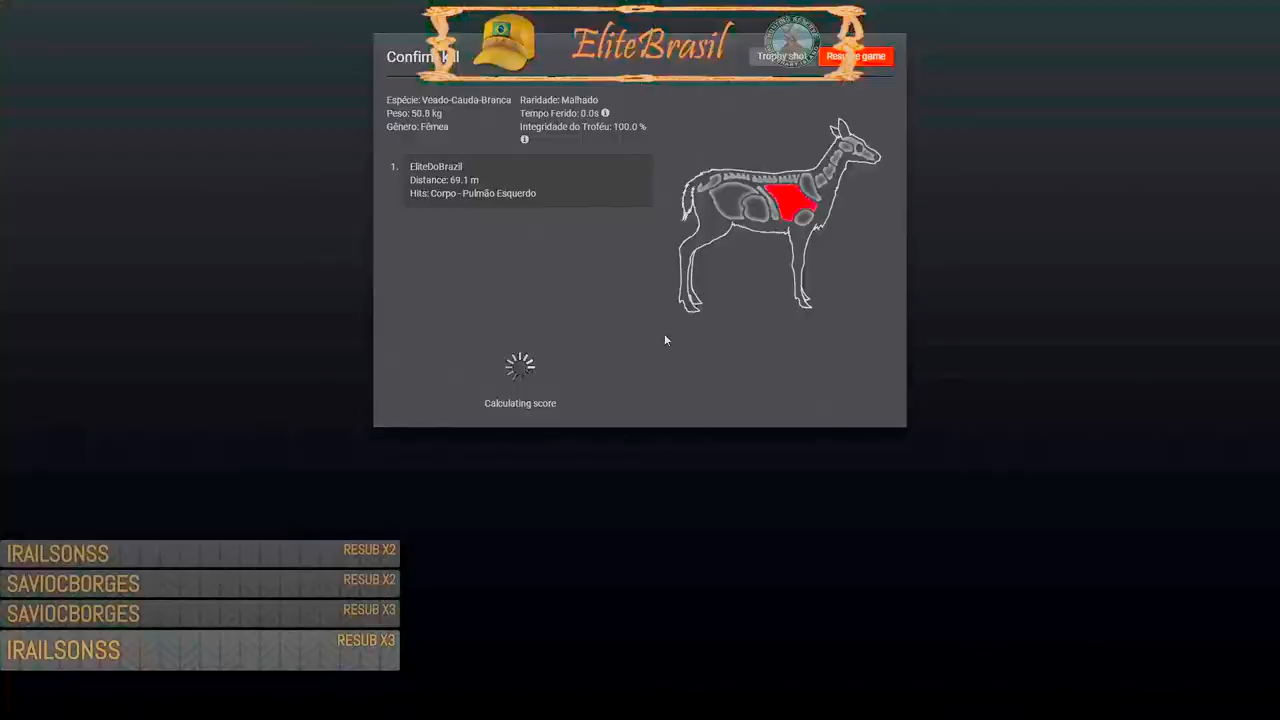 EliteBrasil
Confirm kill
Trophy shot
Resume game
Espécie: Veado-Cauda-Branca
Raridade: Malhado
Peso: 50.8 kg
Tempo Ferido: 0.0s
Gênero: Fêmea
Integridade do Troféu: 100.0 %
1. EliteDoBrazil
Distance: 69.1 m
Hits: Corpo - Pulmão Esquerdo
Calculating score
IRAILSONSS RESUB X2
SAVIOCBORGES RESUB X2
SAVIOCBORGES RESUB X3
IRAILSONSS RESUB X3